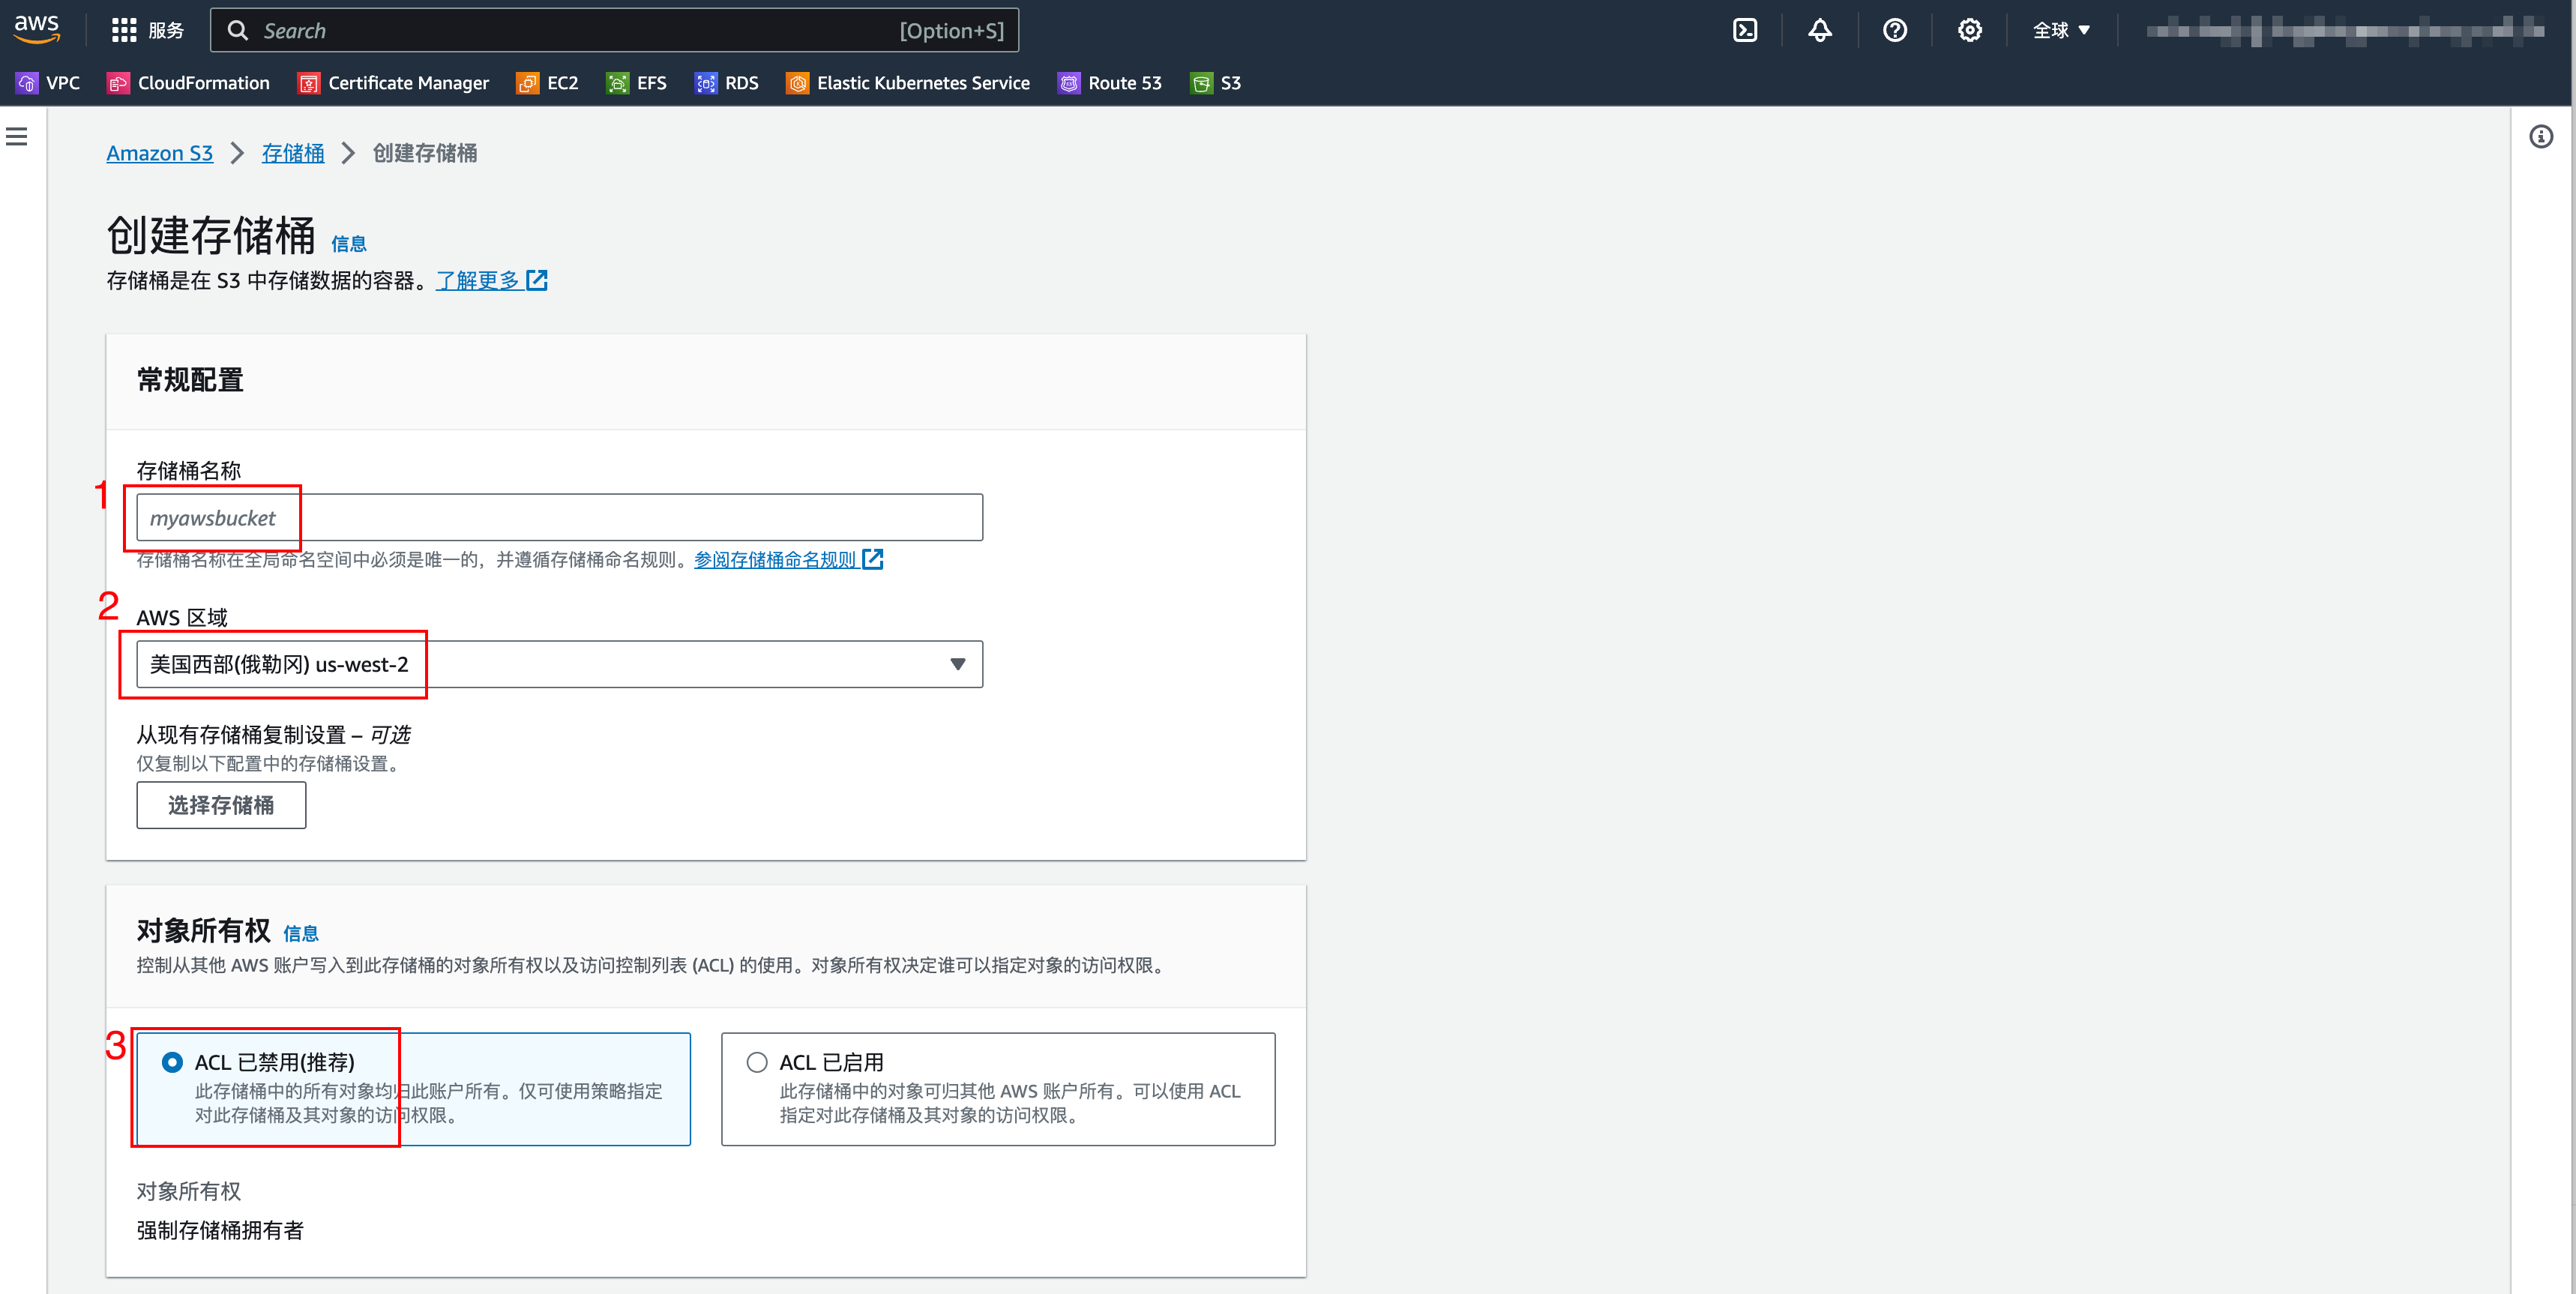 aws
服务
Search
[Option+S]
全球
VPC
CloudFormation
Certificate Manager
EC2
EFS
RDS
Elastic Kubernetes Service
Route 53
S3
Amazon S3
存储桶
创建存储桶
创建存储桶 信息
存储桶是在 S3 中存储数据的容器。了解更多
常规配置
存储桶名称
1
myawsbucket
存储桶名称在全局命名空间中必须是唯一的，并遵循存储桶命名规则。参阅存储桶命名规则
2
AWS 区域
美国西部(俄勒冈) us-west-2
从现有存储桶复制设置 – 可选
仅复制以下配置中的存储桶设置。
选择存储桶
对象所有权 信息
控制从其他 AWS 账户写入到此存储桶的对象所有权以及访问控制列表 (ACL) 的使用。对象所有权决定谁可以指定对象的访问权限。
3
ACL 已禁用(推荐)
此存储桶中的所有对象均归此账户所有。仅可使用策略指定
对此存储桶及其对象的访问权限。
ACL 已启用
此存储桶中的对象可归其他 AWS 账户所有。可以使用 ACL
指定对此存储桶及其对象的访问权限。
对象所有权
强制存储桶拥有者